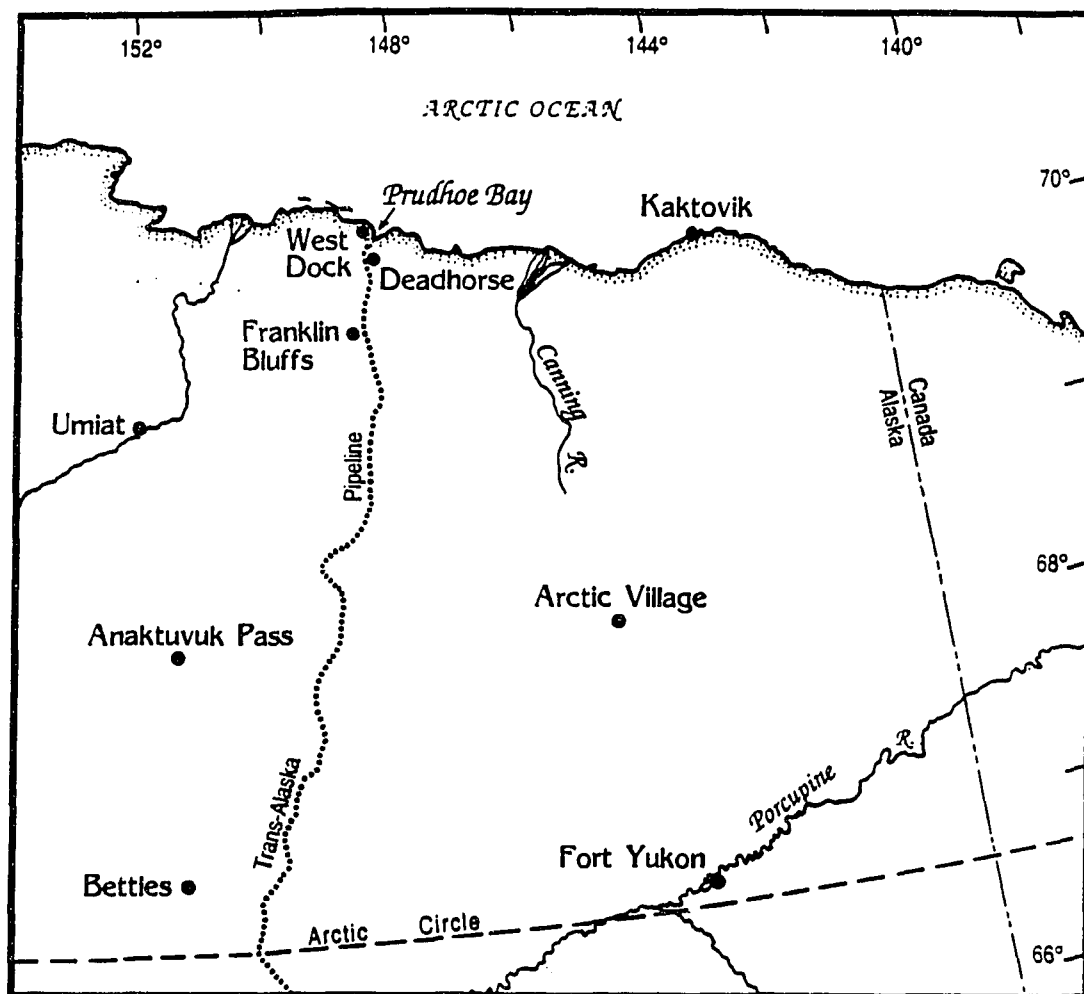 152°
148°
144°
140°
ARCTIC OCEAN
70°
Prudhoe Bay
Kaktovik
West
Dock
Deadhorse
Franklin
Bluffs
Canning
R.
Umiat
Pipeline
Canada
Alaska
68°
Arctic Village
Anaktuvuk Pass
R.
Porcupine
Trans-Alaska
Fort Yukon
Bettles
Arctic Circle
66°